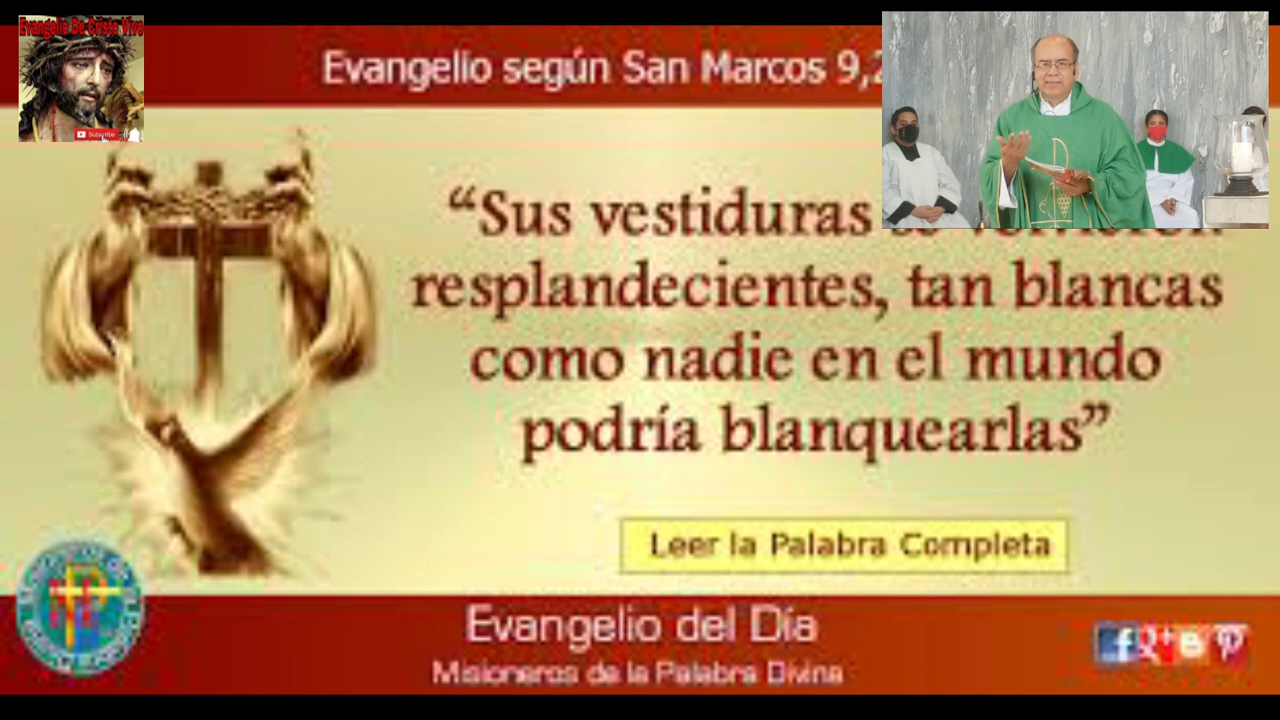 Evangelio De Cristo Vivo
Subscribe
Evangelio según San Marcos 9,2
“Sus vestiduras
resplandecientes, tan blancas
como nadie en el mundo
podría blanquearlas”
Leer la Palabra Completa
Evangelio del Día
Misioneros de la Palabra Divina